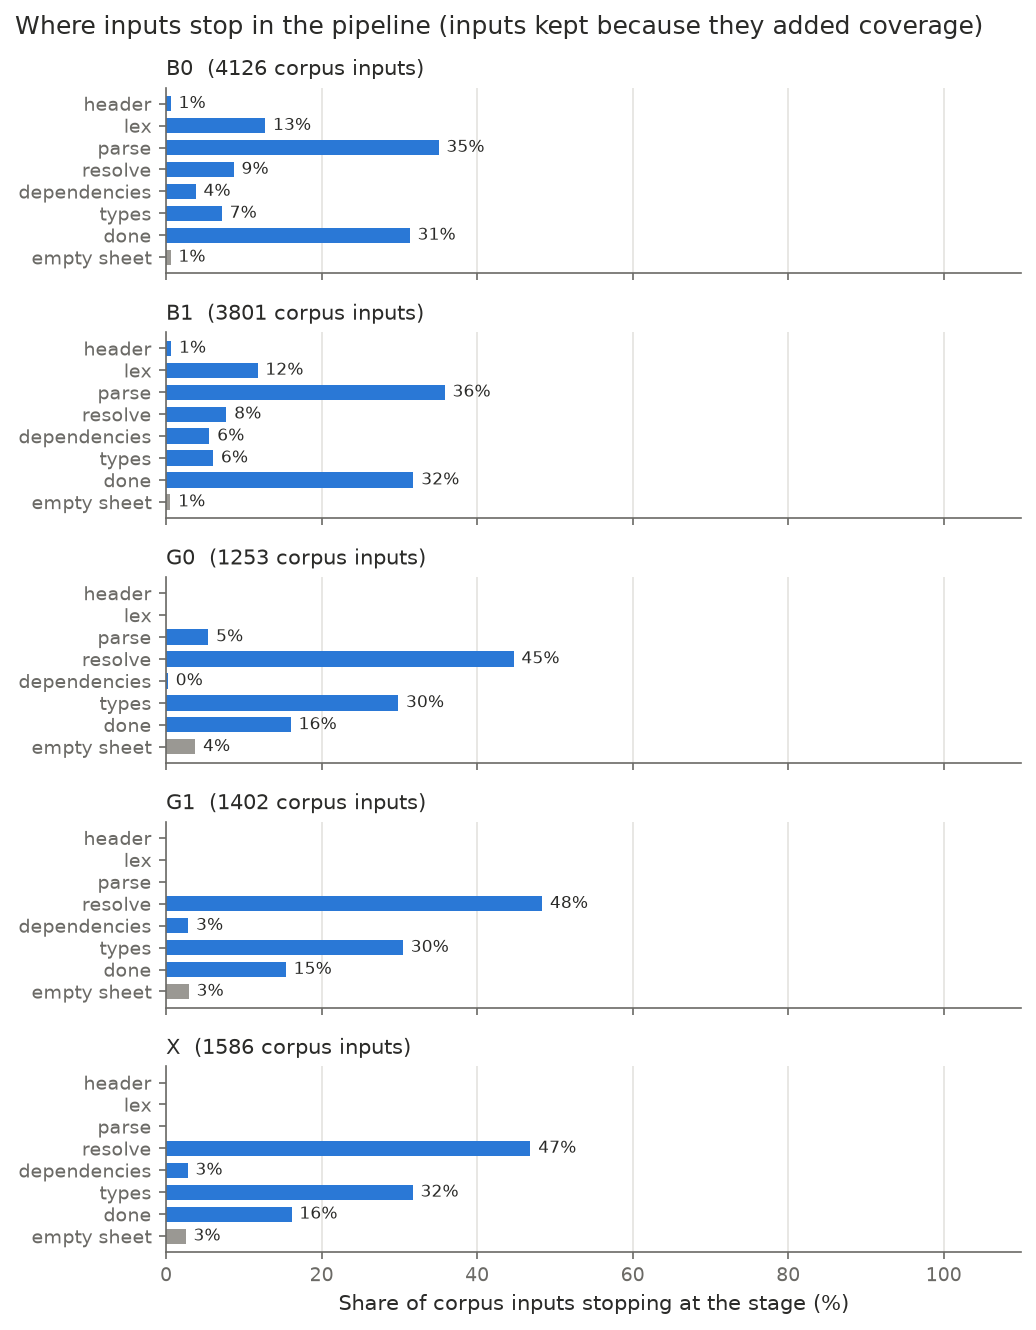 Where inputs stop in the pipeline (inputs kept because they added coverage)
B0 (4126 corpus inputs)
header 1%
lex 13%
parse 35%
resolve 9%
dependencies 4%
types 7%
done 31%
empty sheet 1%
B1 (3801 corpus inputs)
header 1%
lex 12%
parse 36%
resolve 8%
dependencies 6%
types 6%
done 32%
empty sheet 1%
G0 (1253 corpus inputs)
header
lex
parse 5%
resolve 45%
dependencies 0%
types 30%
done 16%
empty sheet 4%
G1 (1402 corpus inputs)
header
lex
parse
resolve 48%
dependencies 3%
types 30%
done 15%
empty sheet 3%
X (1586 corpus inputs)
header
lex
parse
resolve 47%
dependencies 3%
types 32%
done 16%
empty sheet 3%
0 20 40 60 80 100
Share of corpus inputs stopping at the stage (%)